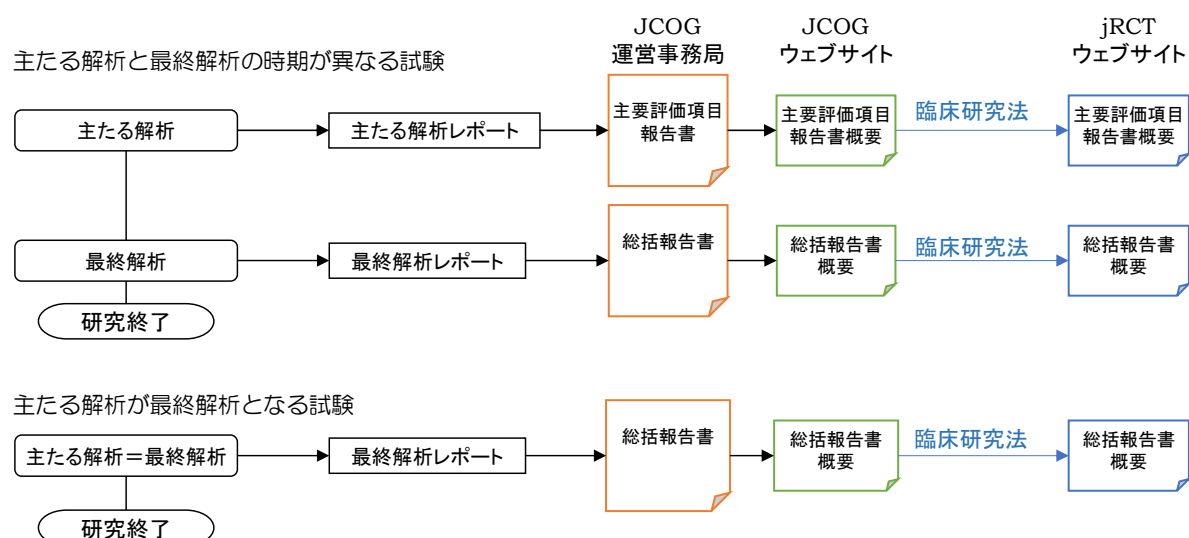 JCOG
運営事務局
JCOG
ウェブサイト
jRCT
ウェブサイト
主たる解析と最終解析の時期が異なる試験
主たる解析
主たる解析レポート
主要評価項目
報告書
主要評価項目
報告書概要
臨床研究法
主要評価項目
報告書概要
最終解析
最終解析レポート
総括報告書
総括報告書
概要
臨床研究法
総括報告書
概要
研究終了
主たる解析が最終解析となる試験
主たる解析＝最終解析
最終解析レポート
総括報告書
総括報告書
概要
臨床研究法
総括報告書
概要
研究終了